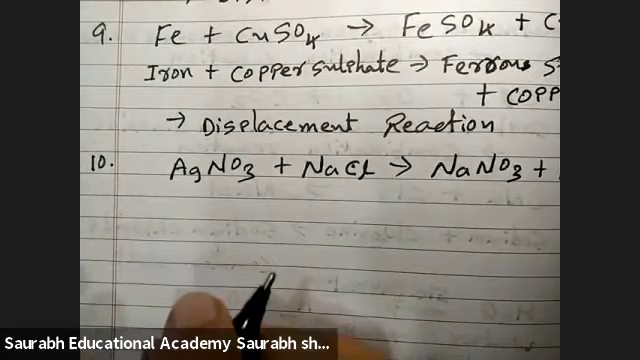 9. Fe + CuSO4 → FeSO4 + C
Iron + Copper sulphate → Ferrous S
+ COPP
→ Displacement Reaction
10. AgNO3 + NaCl → NaNO3 +
Saurabh Educational Academy Saurabh sh...